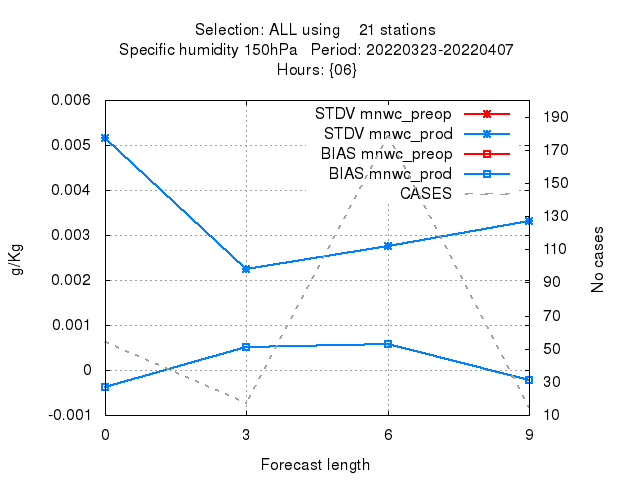 Selection: ALL using 21 stations
Specific humidity 150hPa Period: 20220323-20220407
Hours: {06}
0.006
0.005
0.004
0.003
0.002
0.001
0
-0.001
g/Kg
STDV mnwc_preop
STDV mnwc_prod
BIAS mnwc_preop
BIAS mnwc_prod
CASES
190
170
150
130
110
90
70
50
30
10
No cases
0 3 6 9
Forecast length